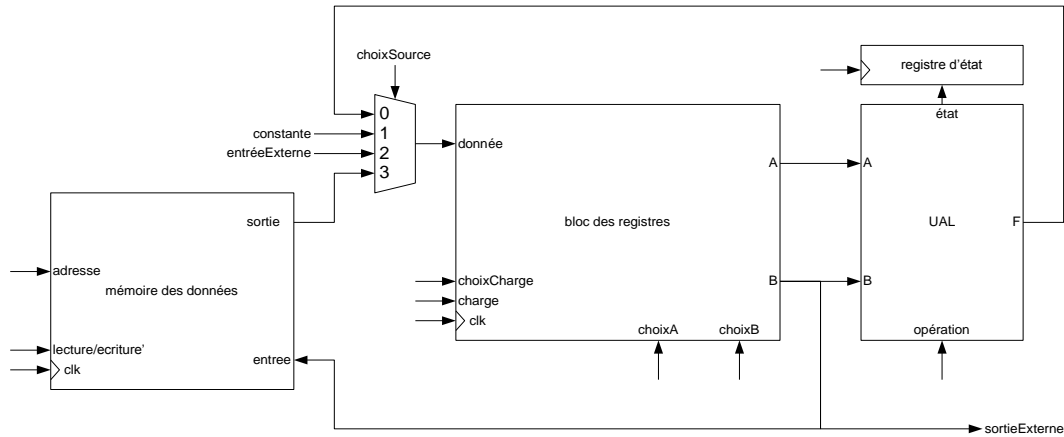 choixSource
registre d'état
0
1
2
3
constante
entréeExterne
donnée
état
A
A
sortie
bloc des registres
UAL
F
adresse
mémoire des données
choixCharge
charge
clk
B
B
choixA
choixB
opération
lecture/ecriture'
clk
entree
sortieExterne